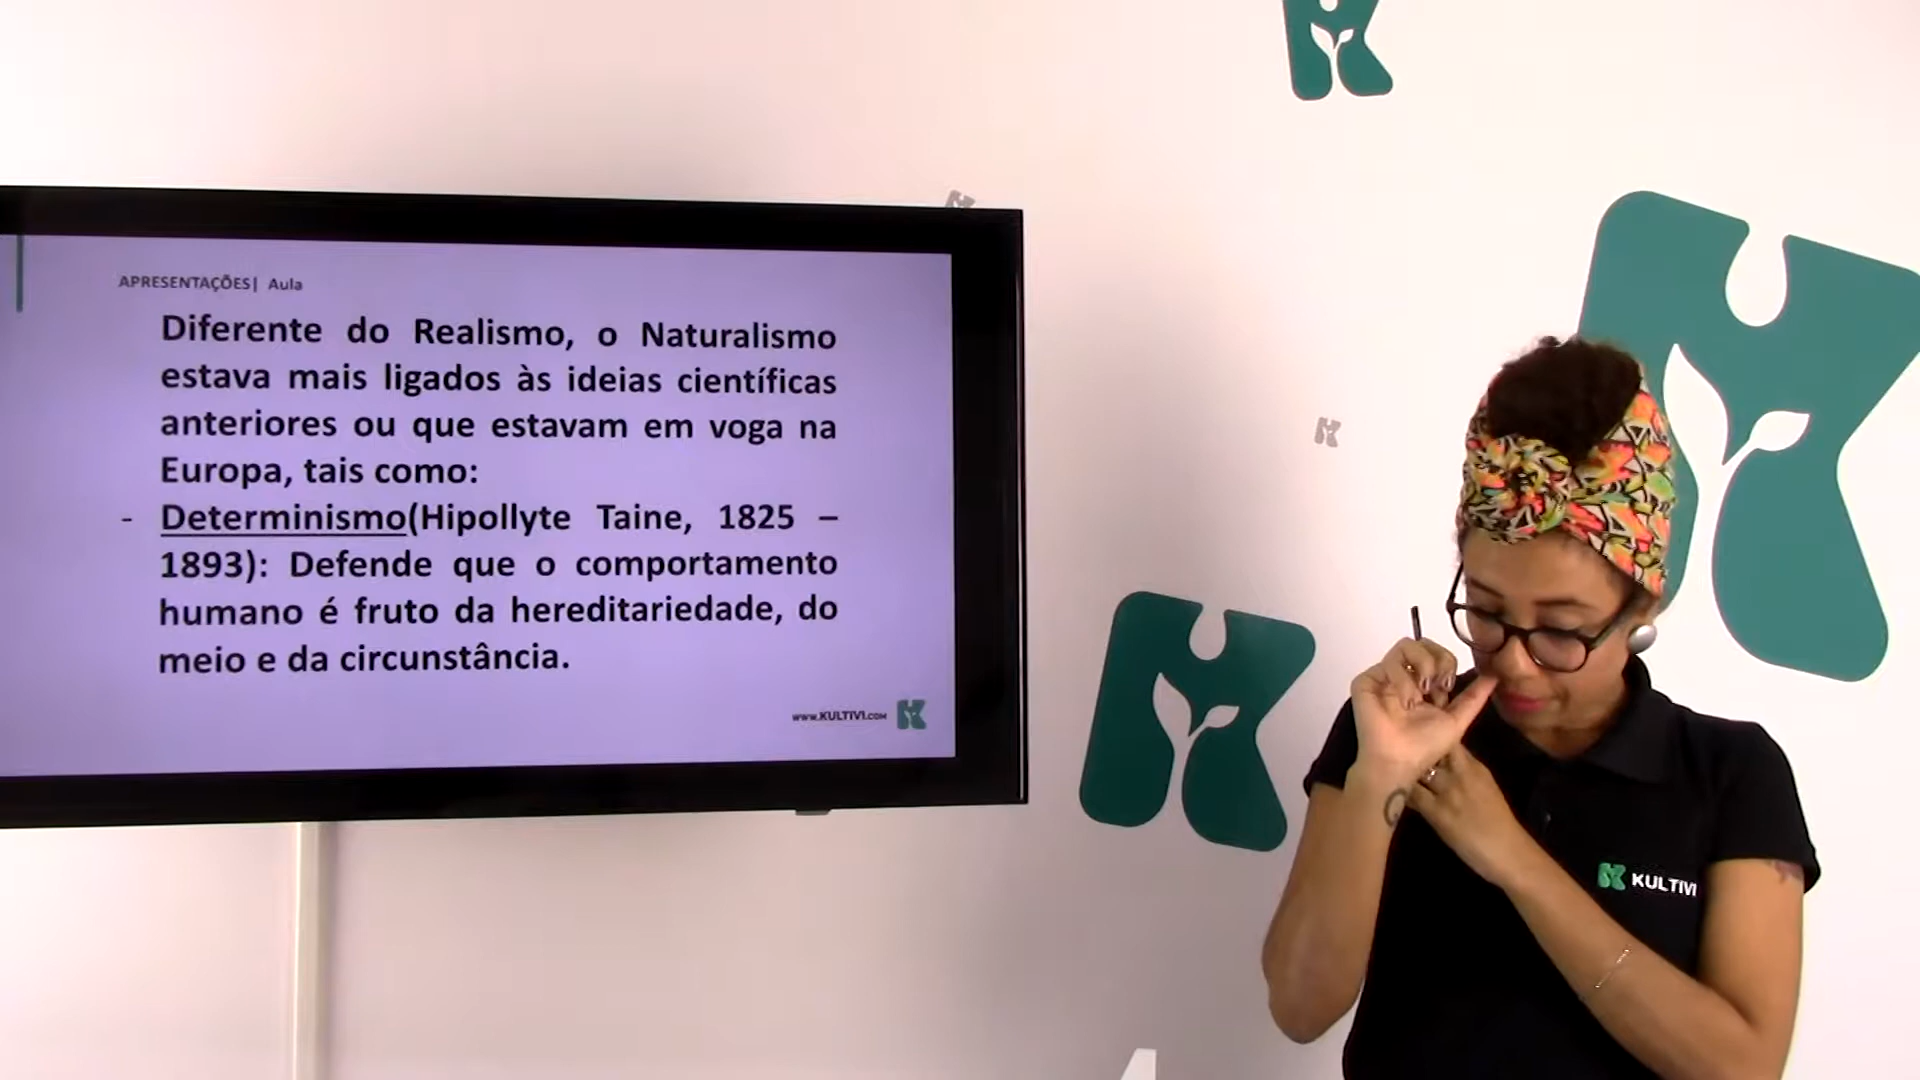 APRESENTAÇÕES| Aula
Diferente do Realismo, o Naturalismo
estava mais ligados às ideias científicas
anteriores ou que estavam em voga na
Europa, tais como:
- Determinismo(Hipollyte Taine, 1825 –
1893): Defende que o comportamento
humano é fruto da hereditariedade, do
meio e da circunstância.
www.KULTIVI.COM
KULTIVI